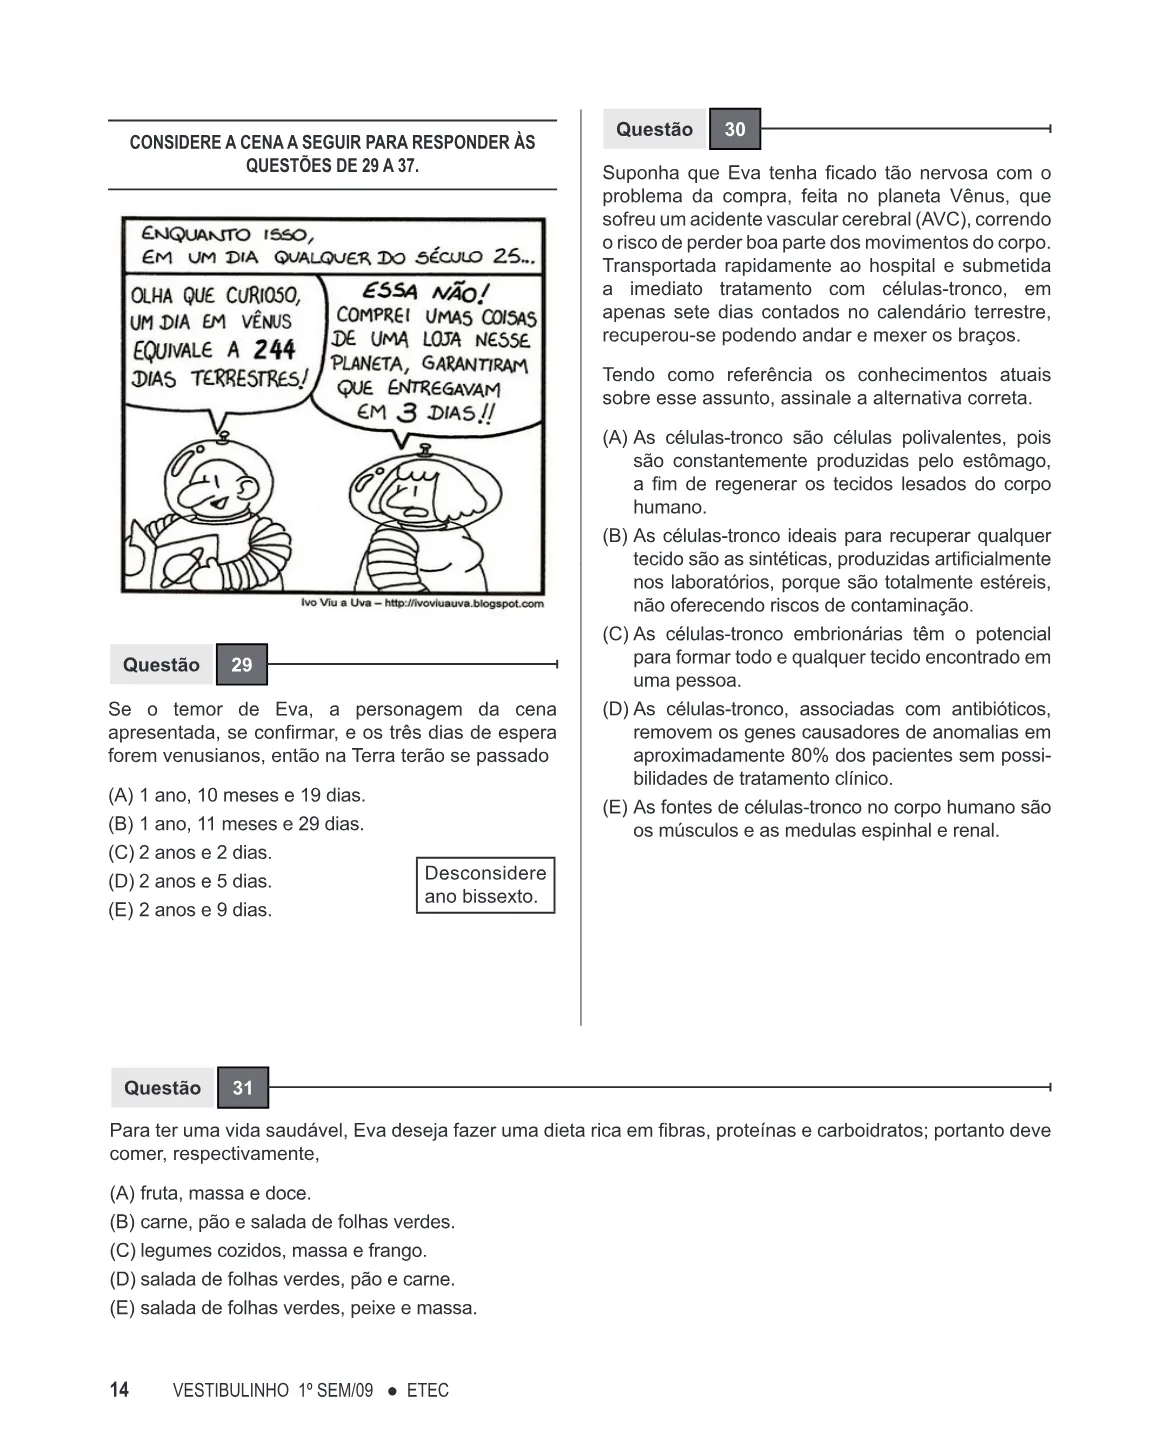 CONSIDERE A CENA A SEGUIR PARA RESPONDER ÀS
QUESTÕES DE 29 A 37.
ENQUANTO ISSO,
EM UM DIA QUALQUER DO SÉCULO 25...
OLHA QUE CURIOSO,
UM DIA EM VÊNUS
EQUIVALE A 244
DIAS TERRESTRES!
ESSA NÃO!
COMPREI UMAS COISAS
DE UMA LOJA NESSE
PLANETA, GARANTIRAM
QUE ENTREGAVAM
EM 3 DIAS!!
Ivo Viu a Uva – http://ivoviuauva.blogspot.com
Questão 29
Se o temor de Eva, a personagem da cena
apresentada, se confirmar, e os três dias de espera
forem venusianos, então na Terra terão se passado
(A) 1 ano, 10 meses e 19 dias.
(B) 1 ano, 11 meses e 29 dias.
(C) 2 anos e 2 dias.
(D) 2 anos e 5 dias.
(E) 2 anos e 9 dias.
Desconsidere
ano bissexto.
Questão 30
Suponha que Eva tenha ficado tão nervosa com o
problema da compra, feita no planeta Vênus, que
sofreu um acidente vascular cerebral (AVC), correndo
o risco de perder boa parte dos movimentos do corpo.
Transportada rapidamente ao hospital e submetida
a imediato tratamento com células-tronco, em
apenas sete dias contados no calendário terrestre,
recuperou-se podendo andar e mexer os braços.
Tendo como referência os conhecimentos atuais
sobre esse assunto, assinale a alternativa correta.
(A) As células-tronco são células polivalentes, pois
são constantemente produzidas pelo estômago,
a fim de regenerar os tecidos lesados do corpo
humano.
(B) As células-tronco ideais para recuperar qualquer
tecido são as sintéticas, produzidas artificialmente
nos laboratórios, porque são totalmente estéreis,
não oferecendo riscos de contaminação.
(C) As células-tronco embrionárias têm o potencial
para formar todo e qualquer tecido encontrado em
uma pessoa.
(D) As células-tronco, associadas com antibióticos,
removem os genes causadores de anomalias em
aproximadamente 80% dos pacientes sem possi-
bilidades de tratamento clínico.
(E) As fontes de células-tronco no corpo humano são
os músculos e as medulas espinhal e renal.
Questão 31
Para ter uma vida saudável, Eva deseja fazer uma dieta rica em fibras, proteínas e carboidratos; portanto deve
comer, respectivamente,
(A) fruta, massa e doce.
(B) carne, pão e salada de folhas verdes.
(C) legumes cozidos, massa e frango.
(D) salada de folhas verdes, pão e carne.
(E) salada de folhas verdes, peixe e massa.
14 VESTIBULINHO 1º SEM/09 ● ETEC